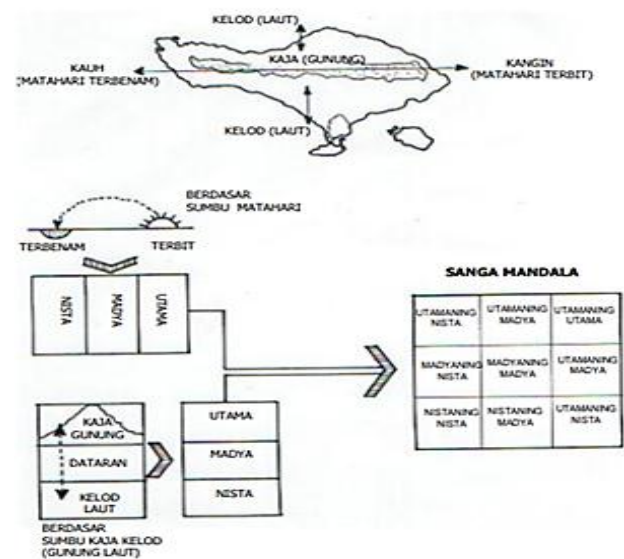 KELOD (LAUT)
KAJA (GUNUNG)
KAUH
(MATAHARI TERBENAM)
KANGIN
(MATAHARI TERBIT)
KELOD (LAUT)
BERDASAR
SUMBU MATAHARI
TERBENAM
TERBIT
NISTA
MADYA
UTAMA
SANGA MANDALA
UTAMANING
NISTA
UTAMANING
MADYA
UTAMANING
UTAMA
MADYANING
NISTA
MADYANING
MADYA
UTAMANING
MADYA
NISTANING
NISTA
NISTANING
MADYA
UTAMANING
NISTA
KAJA
GUNUNG
DATARAN
KELOD
LAUT
UTAMA
MADYA
NISTA
BERDASAR
SUMBU KAJA KELOD
(GUNUNG LAUT)